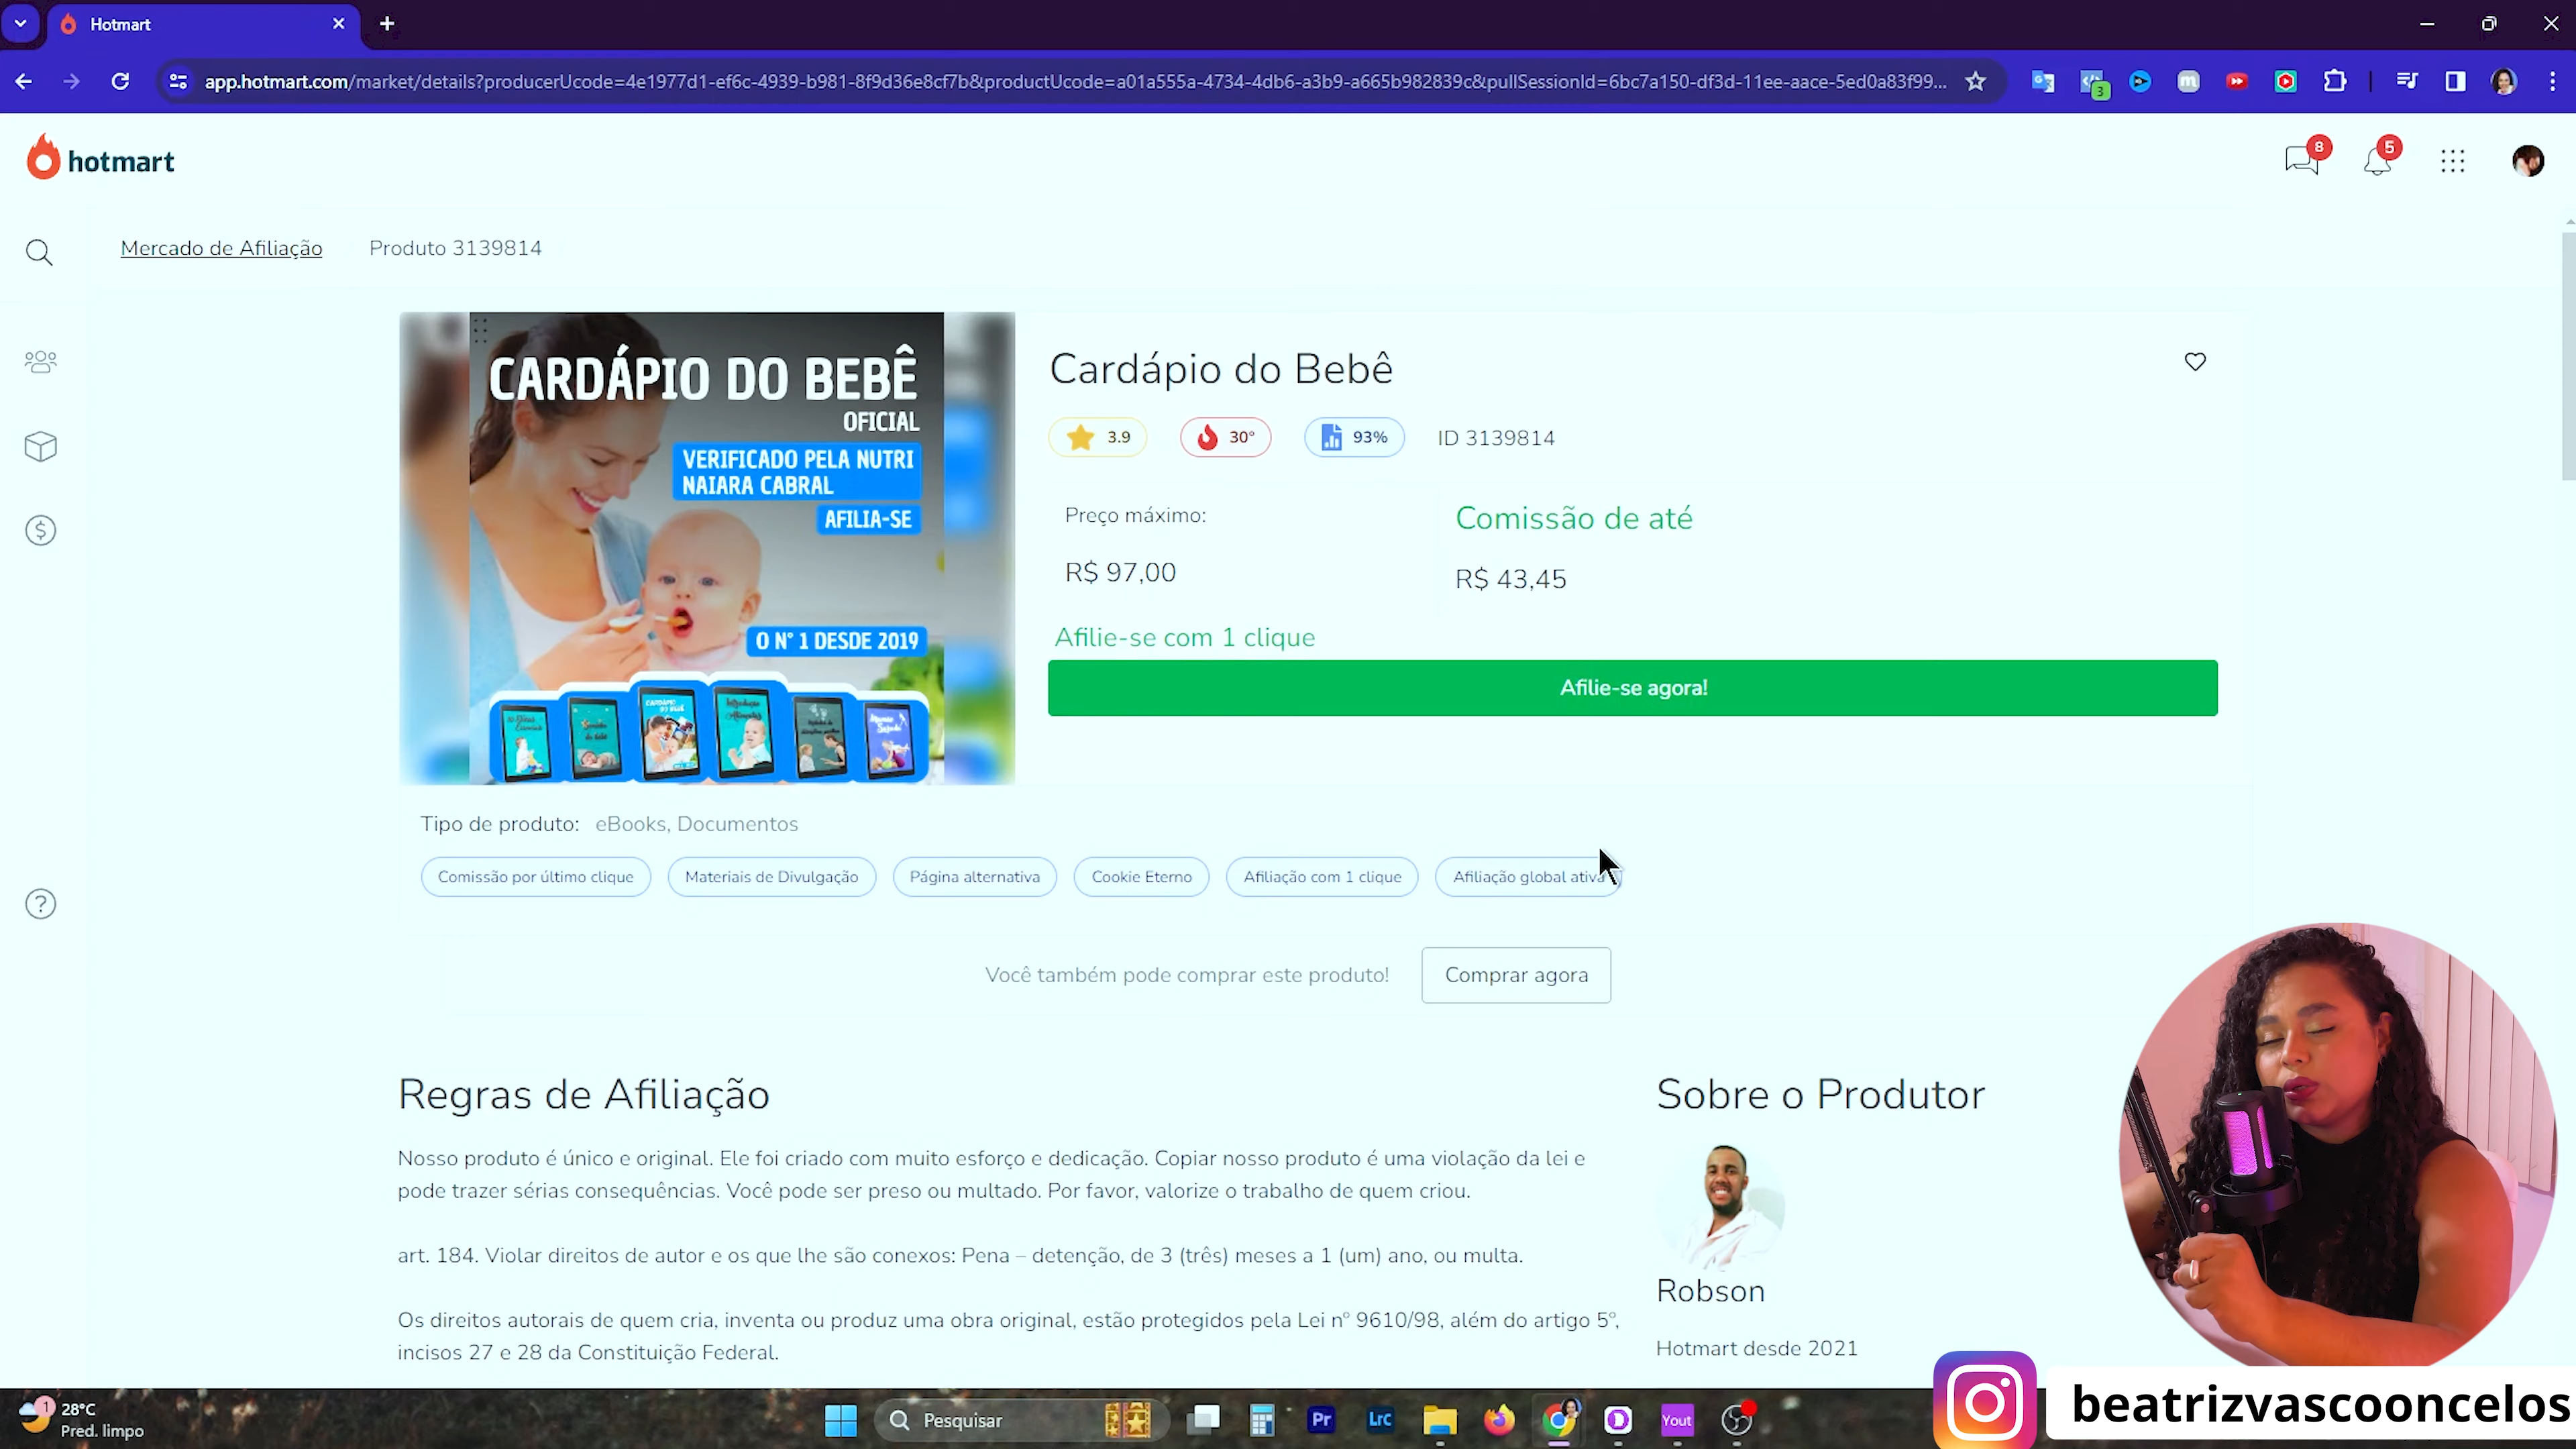 Hotmart
app.hotmart.com/market/details?producerUcode=4e1977d1-ef6c-4939-b981-8f9d36e8cf7b&productUcode=a01a555a-4734-4db6-a3b9-a665b982839c&pullSessionId=6bc7a150-df3d-11ee-aace-5ed0a83f99...
3
hotmart
8
5
Mercado de Afiliação
Produto 3139814
CARDÁPIO DO BEBÊ
OFICIAL
VERIFICADO PELA NUTRI
NAIARA CABRAL
AFILIA-SE
O N° 1 DESDE 2019
Cardápio do Bebê
3.9
30°
93%
ID 3139814
Preço máximo:
Comissão de até
R$ 97,00
R$ 43,45
Afilie-se com 1 clique
Afilie-se agora!
Tipo de produto: eBooks, Documentos
Comissão por último clique
Materiais de Divulgação
Página alternativa
Cookie Eterno
Afiliação com 1 clique
Afiliação global ativa
Você também pode comprar este produto!
Comprar agora
Regras de Afiliação
Nosso produto é único e original. Ele foi criado com muito esforço e dedicação. Copiar nosso produto é uma violação da lei e
pode trazer sérias consequências. Você pode ser preso ou multado. Por favor, valorize o trabalho de quem criou.
art. 184. Violar direitos de autor e os que lhe são conexos: Pena – detenção, de 3 (três) meses a 1 (um) ano, ou multa.
Os direitos autorais de quem cria, inventa ou produz uma obra original, estão protegidos pela Lei nº 9610/98, além do artigo 5º,
incisos 27 e 28 da Constituição Federal.
Sobre o Produtor
Robson
Hotmart desde 2021
1
28°C
Pred. limpo
Pesquisar
Pr
Lrc
Yout
beatrizvascooncelos